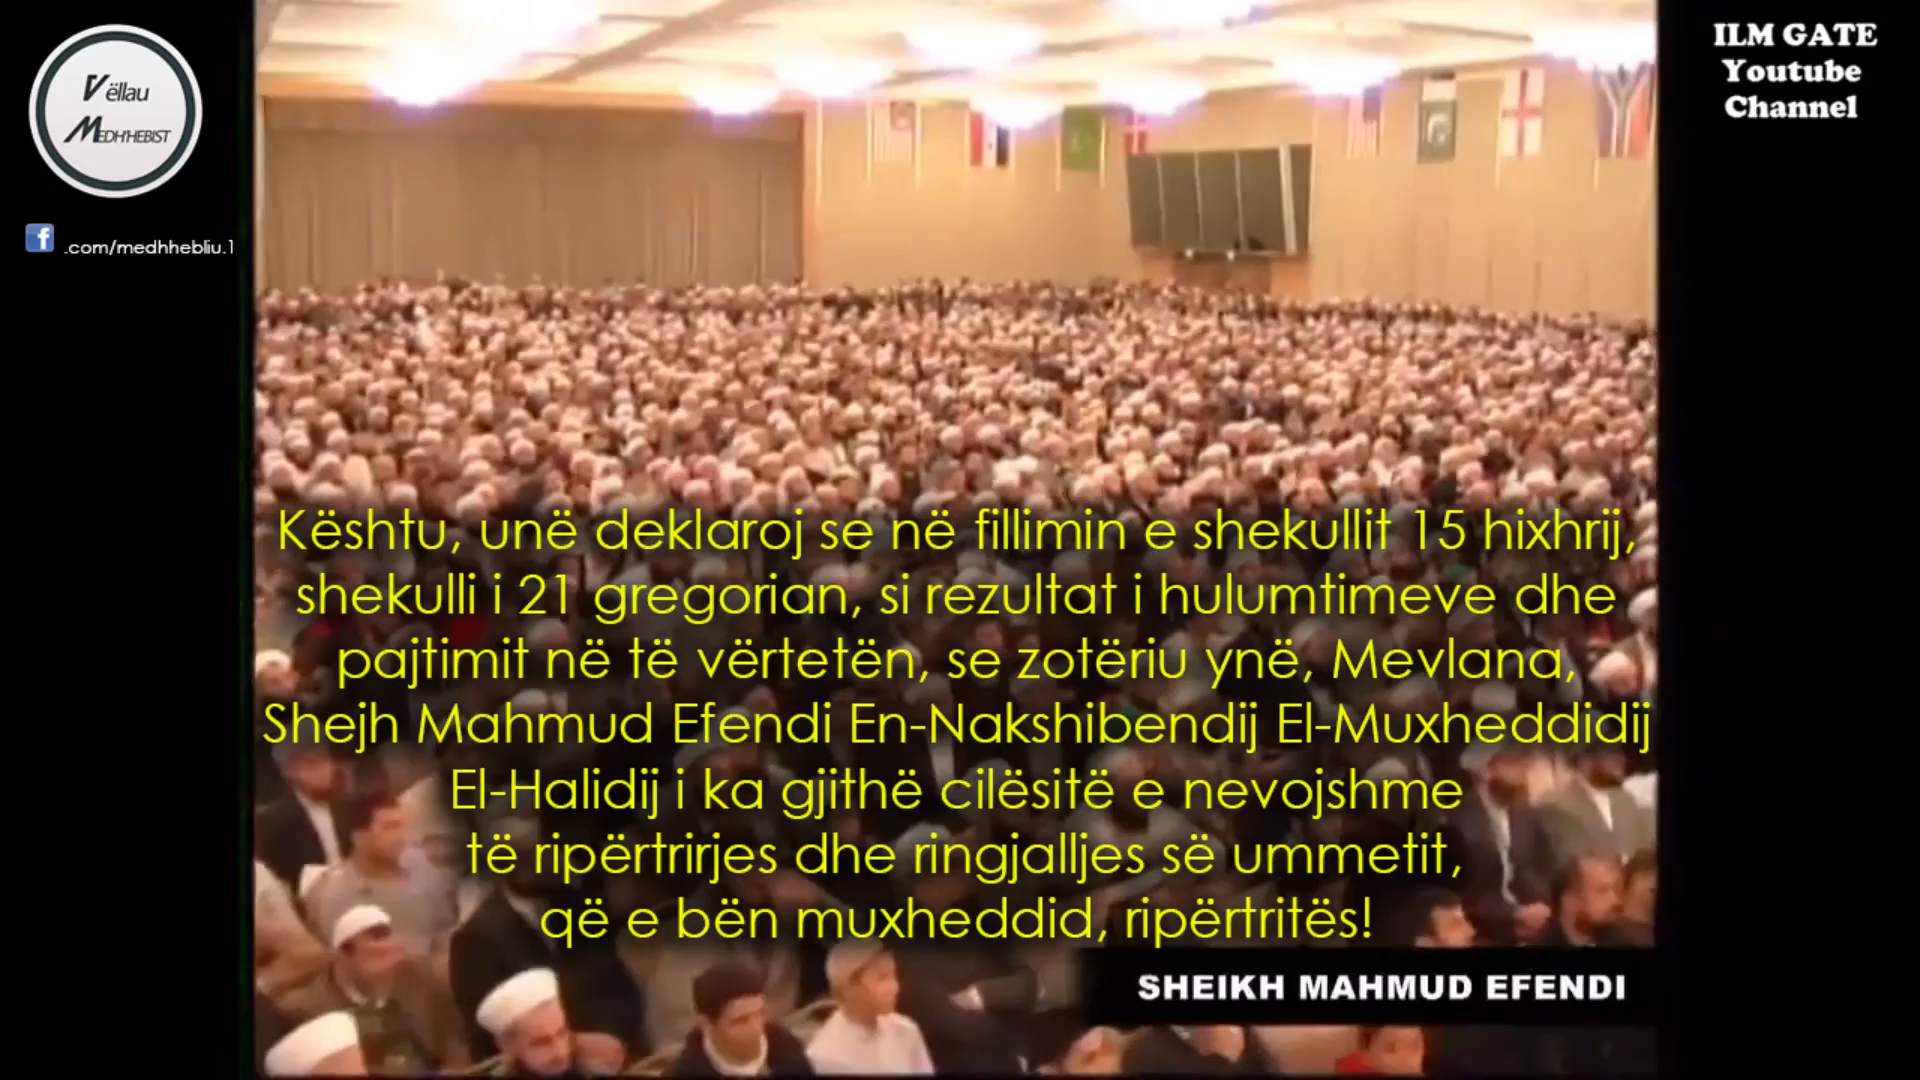 Vëllau
MEDH'HEBIST
f .com/medhhebliu.1
ILM GATE
Youtube
Channel
Kështu, unë deklaroj se në fillimin e shekullit 15 hixhrij,
shekulli i 21 gregorian, si rezultat i hulumtimeve dhe
pajtimit në të vërtetën, se zotëriu ynë, Mevlana,
Shejh Mahmud Efendi En-Nakshibendij El-Muxheddidij
El-Halidij i ka gjithë cilësitë e nevojshme
të ripërtrirjes dhe ringjalljes së ummetit,
që e bën muxheddid, ripërtritës!
SHEIKH MAHMUD EFENDI